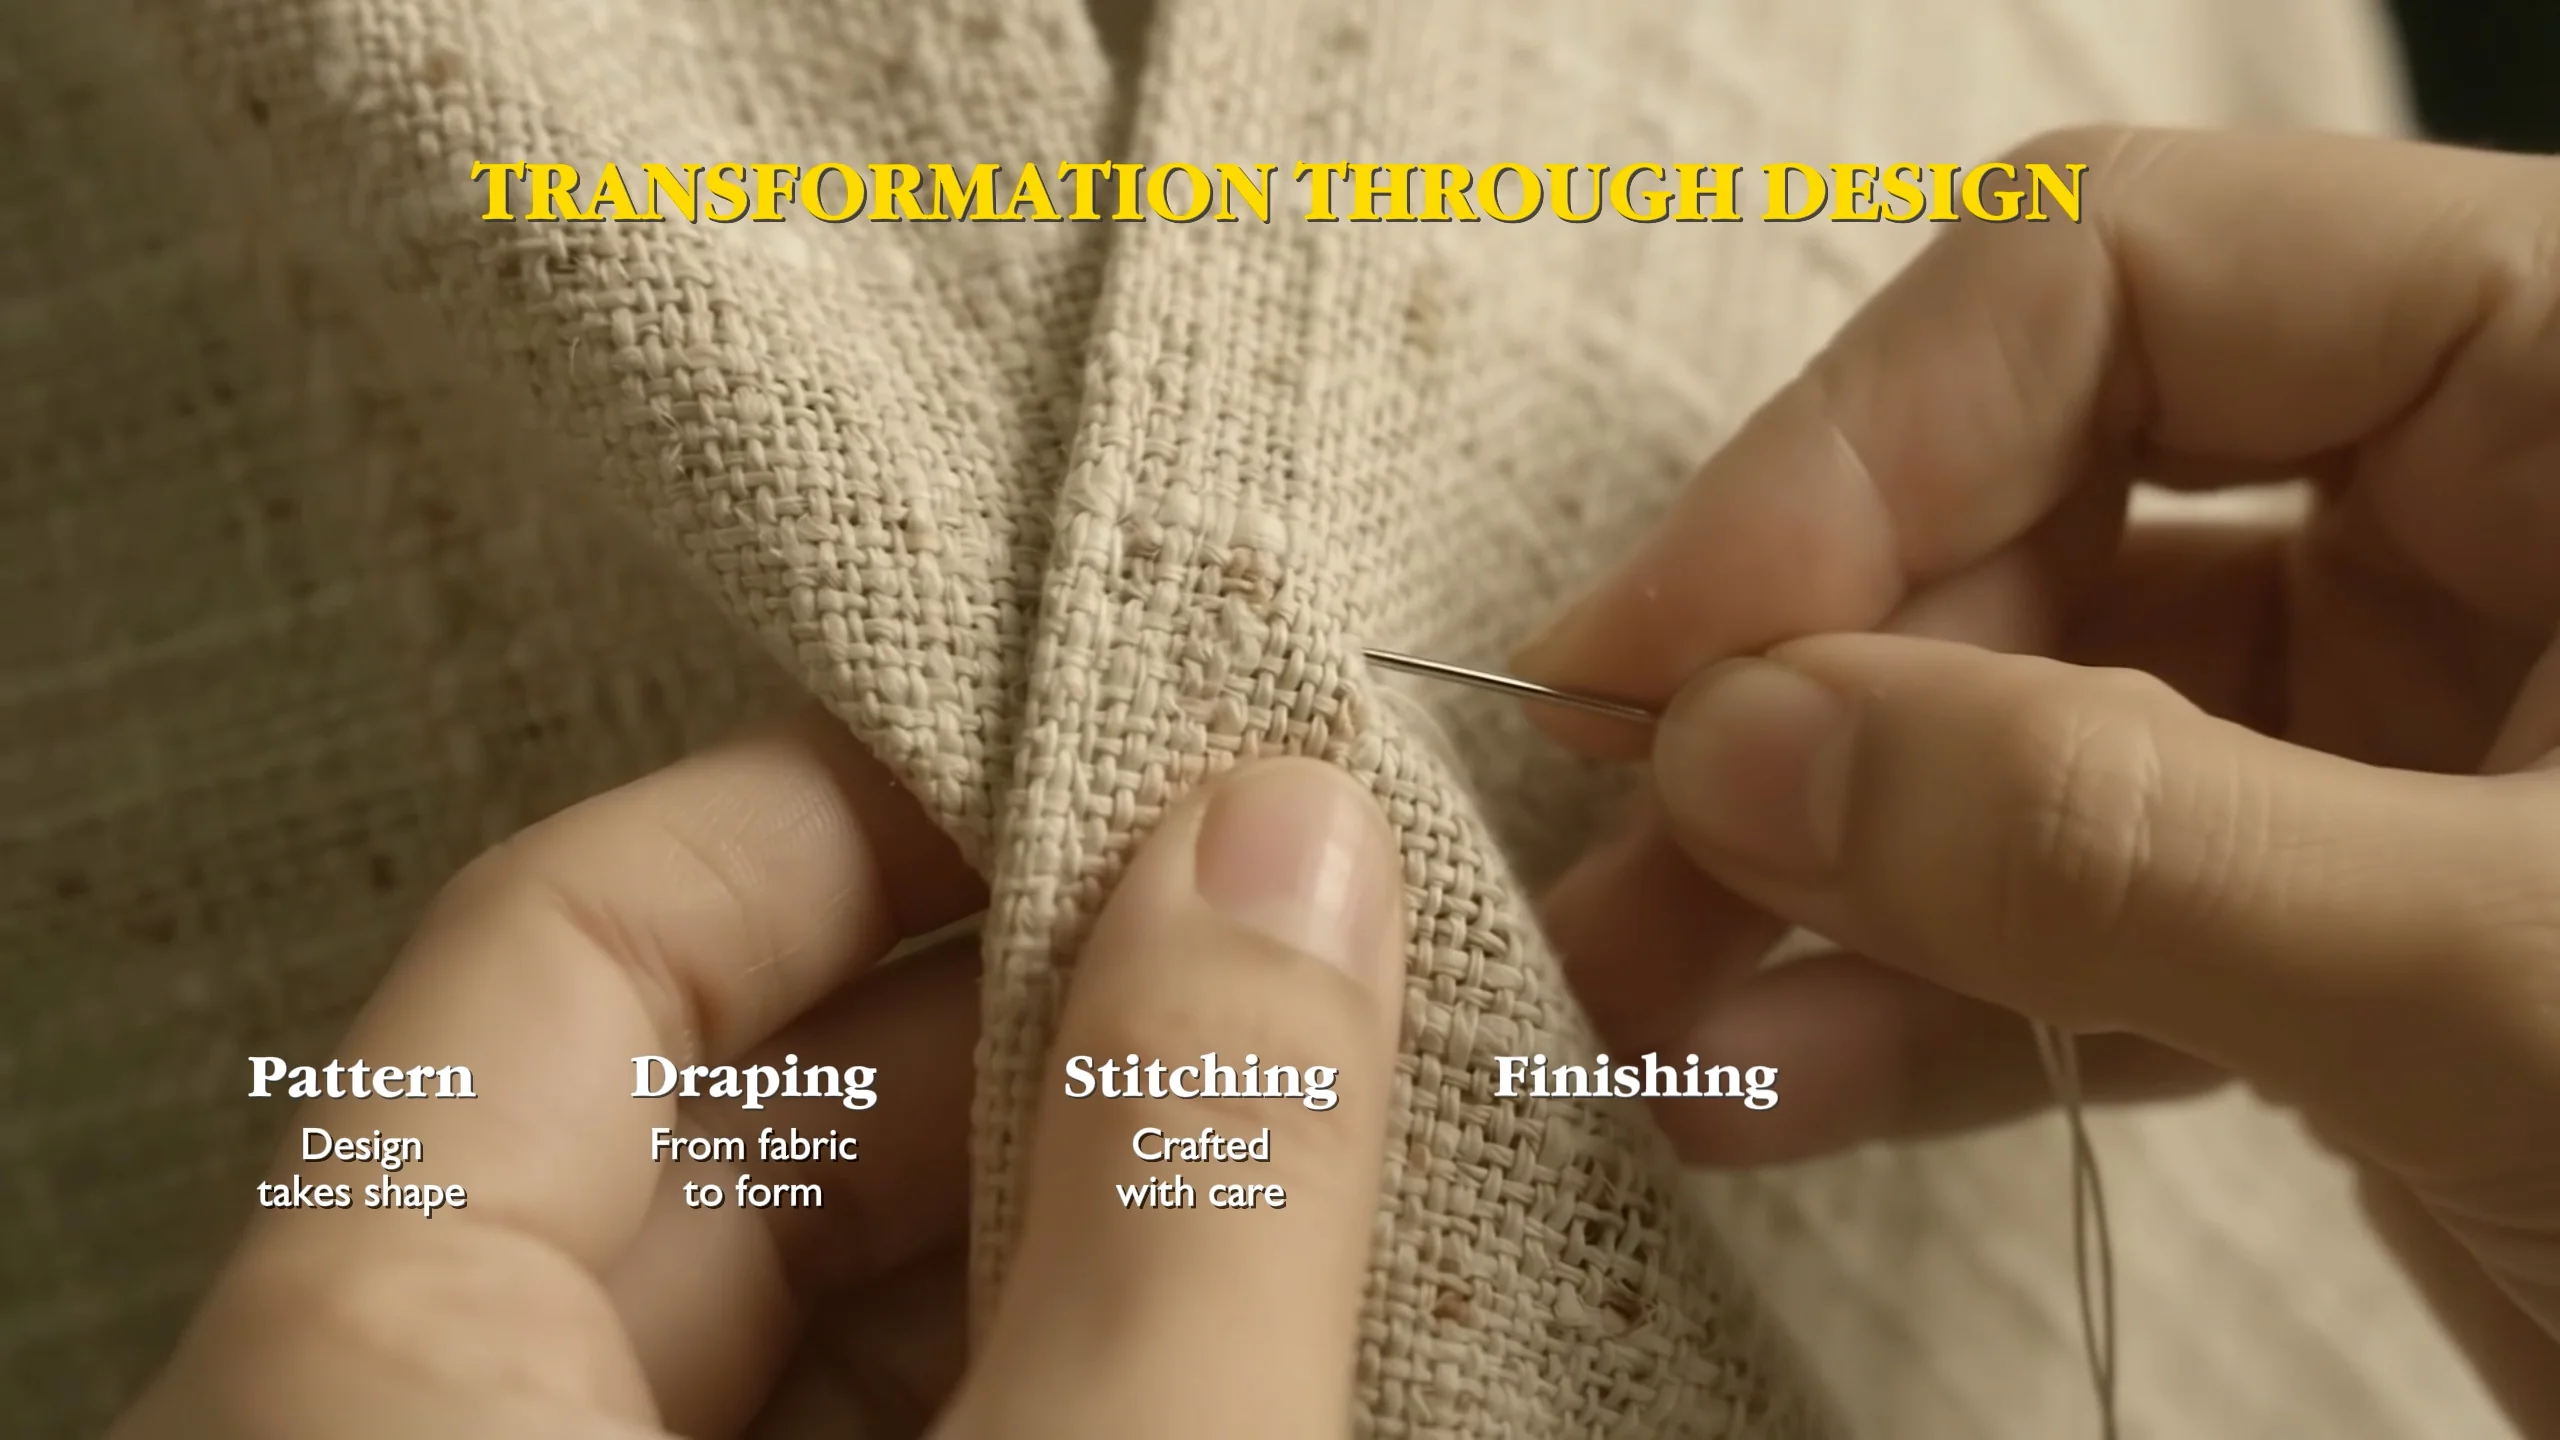 TRANSFORMATION THROUGH DESIGN
Pattern
Design
takes shape
Draping
From fabric
to form
Stitching
Crafted
with care
Finishing